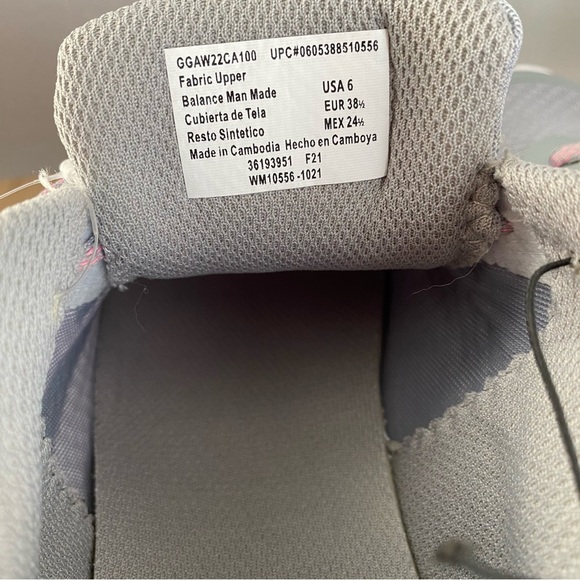 GGAW22CA100 UPC#0605388510556
Fabric Upper
Balance Man Made USA 6
Cubierta de Tela EUR 38½
Resto Sintetico MEX 24½
Made in Cambodia Hecho en Camboya
36193951 F21
WM10556-1021